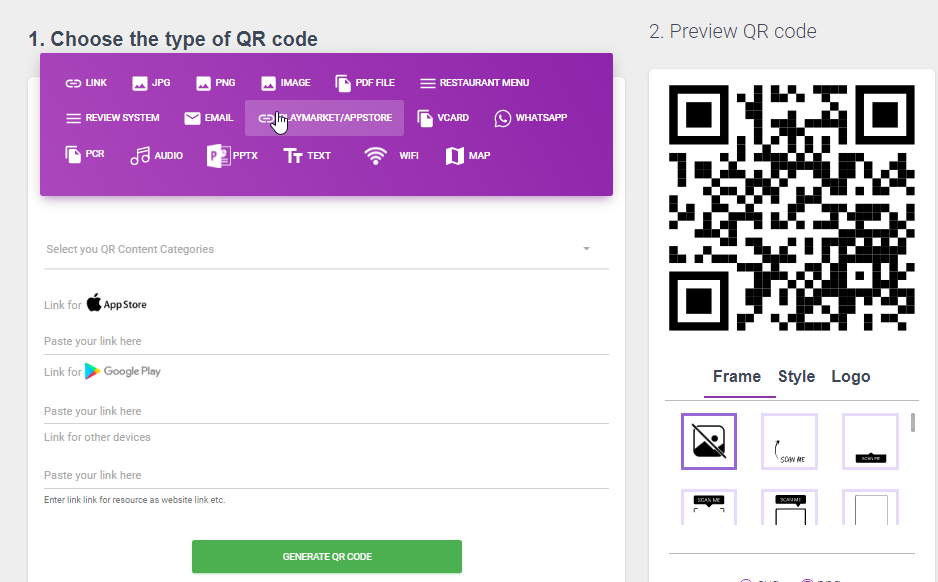 1. Choose the type of QR code
LINK JPG PNG IMAGE PDF FILE RESTAURANT MENU
REVIEW SYSTEM EMAIL LAYMARKET/APPSTORE VCARD WHATSAPP
PCR AUDIO PPTX TEXT WIFI MAP
Select you QR Content Categories
Link for App Store
Paste your link here
Link for Google Play
Paste your link here
Link for other devices
Paste your link here
Enter link link for resource as website link etc.
GENERATE QR CODE
2. Preview QR code
Frame Style Logo
SCAN ME
SCAN ME
SCAN ME
SCAN ME